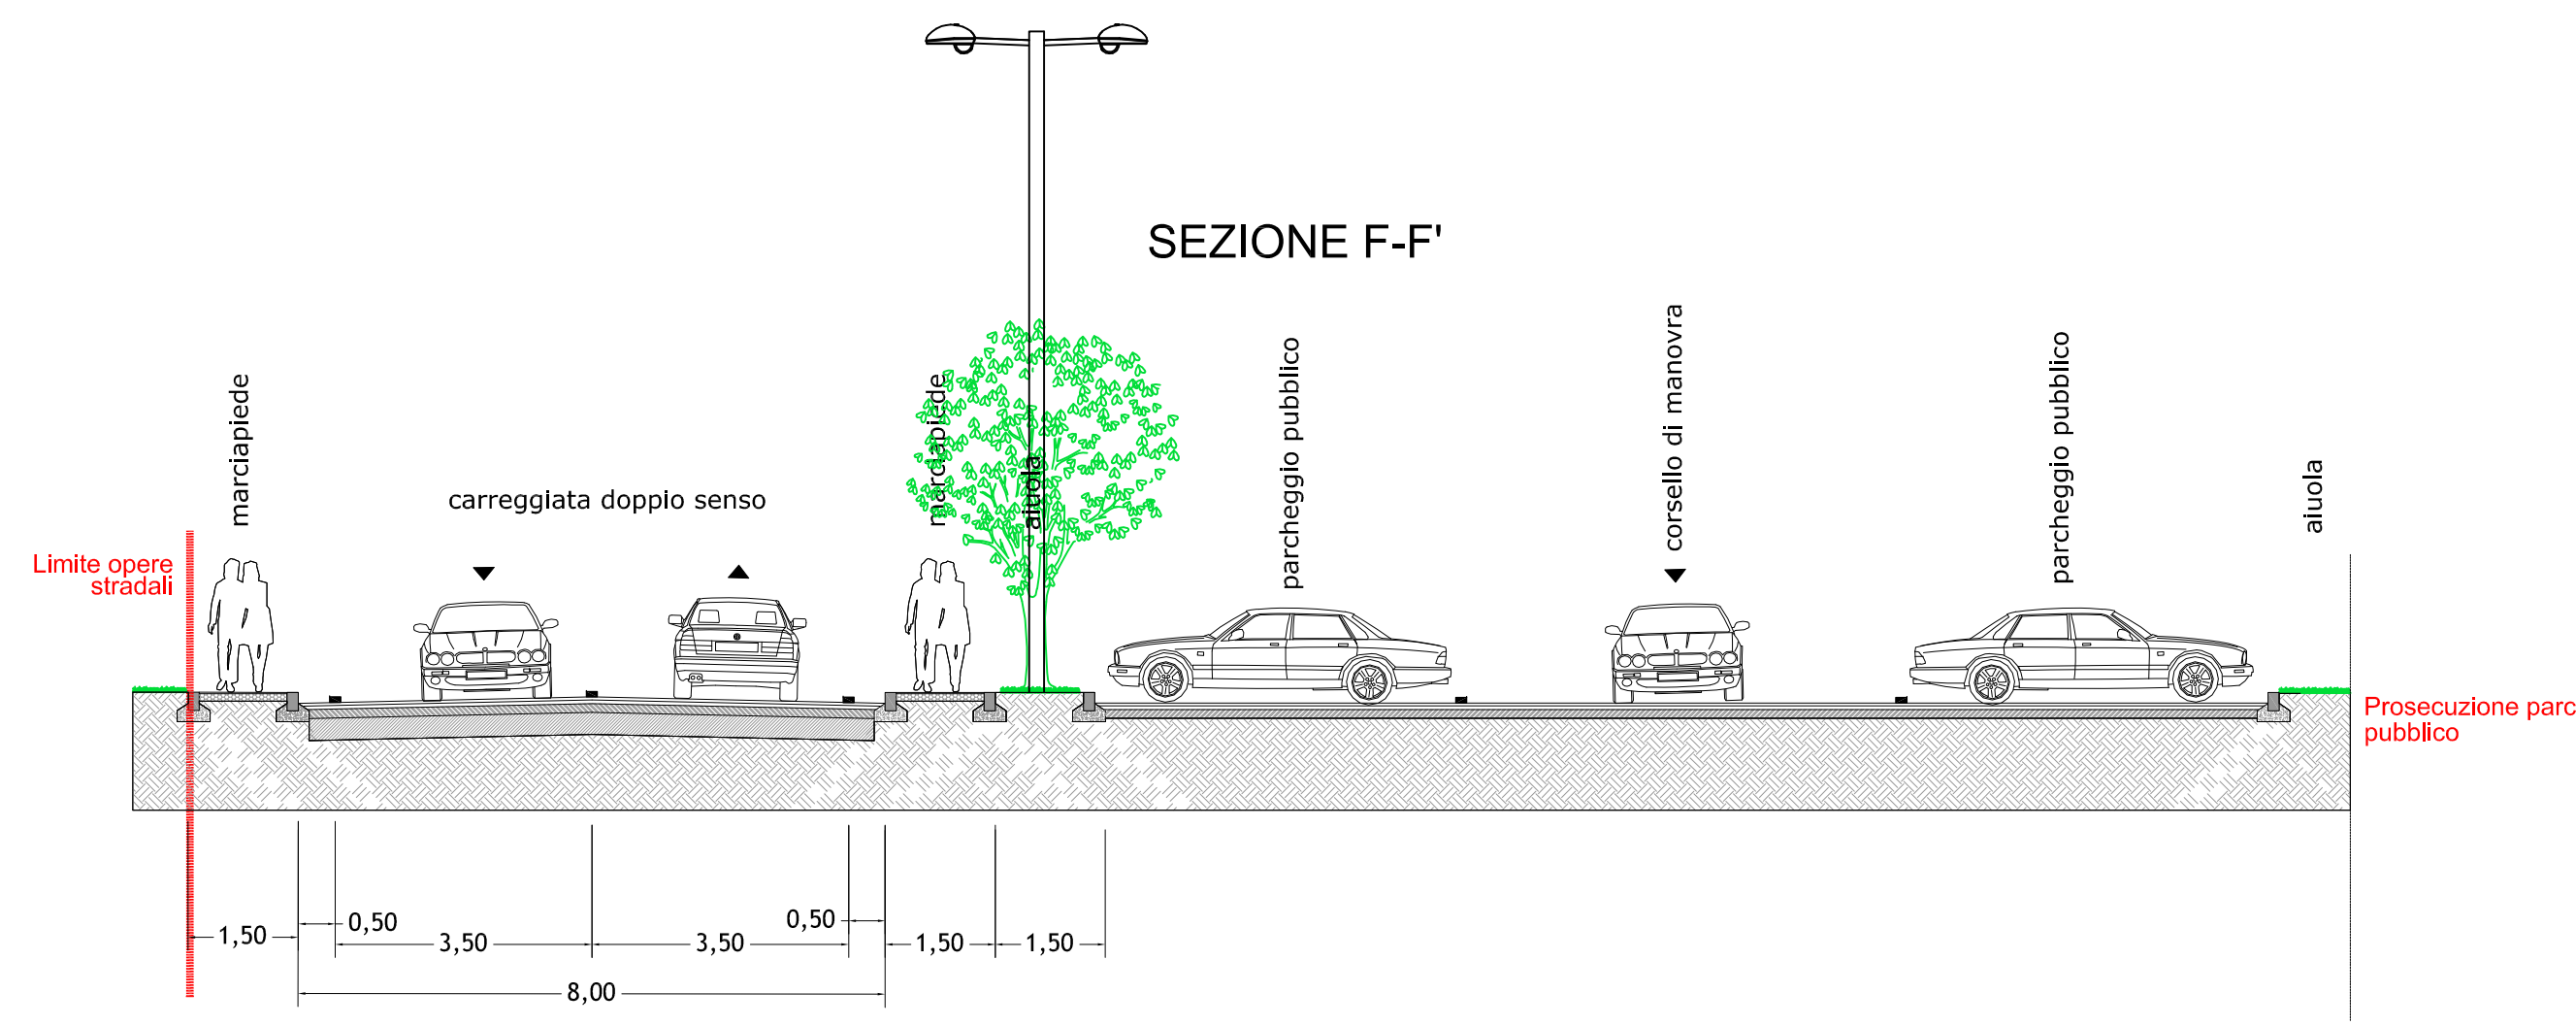 SEZIONE F-F'
marciapiede
carreggiata doppio senso
marciapiede
aiuola
parcheggio pubblico
corsello di manovra
parcheggio pubblico
aiuola
Limite opere
stradali
Prosecuzione parc
pubblico
1,50
0,50
3,50
3,50
0,50
1,50
1,50
8,00